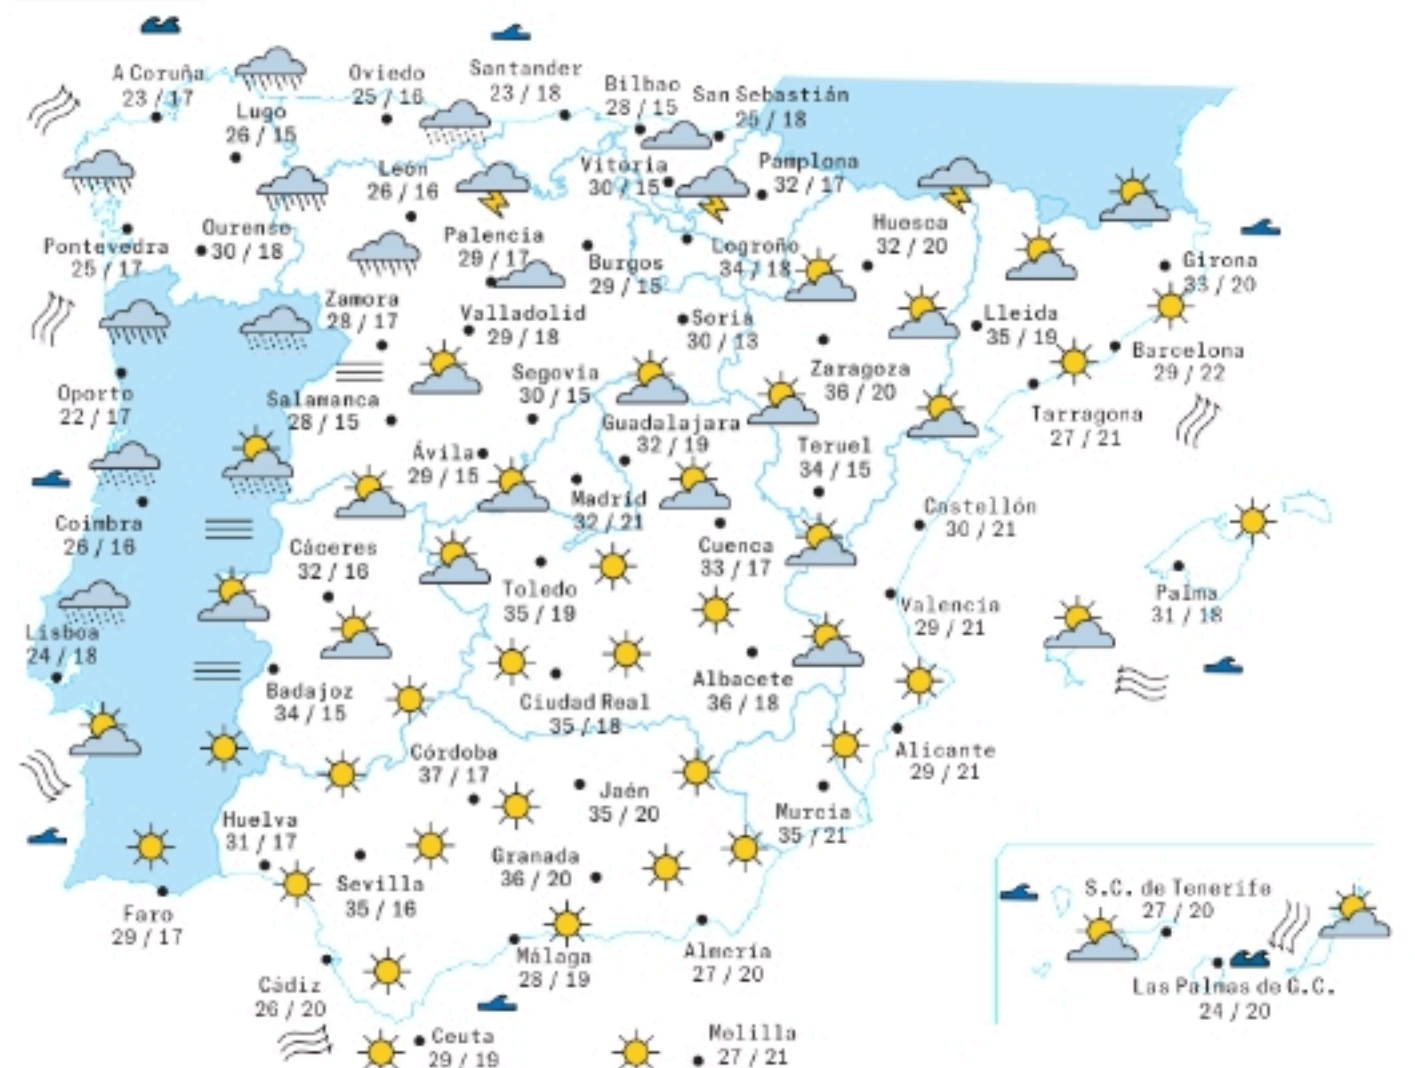 A Coruña
23 / 17
Lugo
26 / 15
Oviedo
25 / 16
Santander
23 / 18
Bilbao
28 / 15
San Sebastián
25 / 18
León
26 / 16
Vitoria
30 / 15
Pamplona
32 / 17
Pontevedra
25 / 17
Ourense
30 / 18
Palencia
29 / 17
Burgos
29 / 15
Logroño
34 / 18
Huesca
32 / 20
Girona
33 / 20
Zamora
28 / 17
Valladolid
29 / 18
Soria
30 / 13
Lleida
35 / 19
Barcelona
29 / 22
Oporto
22 / 17
Salamanca
28 / 15
Segovia
30 / 15
Zaragoza
36 / 20
Tarragona
27 / 21
Guadalajara
32 / 19
Ávila
29 / 15
Teruel
34 / 15
Madrid
32 / 21
Coimbra
26 / 16
Cáceres
32 / 16
Cuenca
33 / 17
Castellón
30 / 21
Toledo
35 / 19
Valencia
29 / 21
Palma
31 / 18
Lisboa
24 / 18
Badajoz
34 / 15
Ciudad Real
35 / 18
Albacete
36 / 18
Alicante
29 / 21
Córdoba
37 / 17
Jaén
35 / 20
Murcia
35 / 21
Huelva
31 / 17
Sevilla
35 / 16
Granada
36 / 20
Faro
29 / 17
Málaga
28 / 19
Almería
27 / 20
Cádiz
26 / 20
S.C. de Tenerife
27 / 20
Las Palmas de G.C.
24 / 20
Ceuta
29 / 19
Melilla
27 / 21